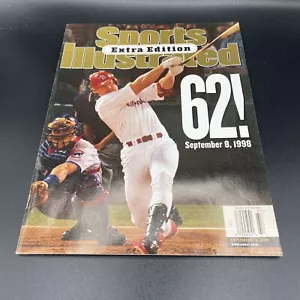 Sports
Extra Edition
Illustrated
62!
September 8, 1998